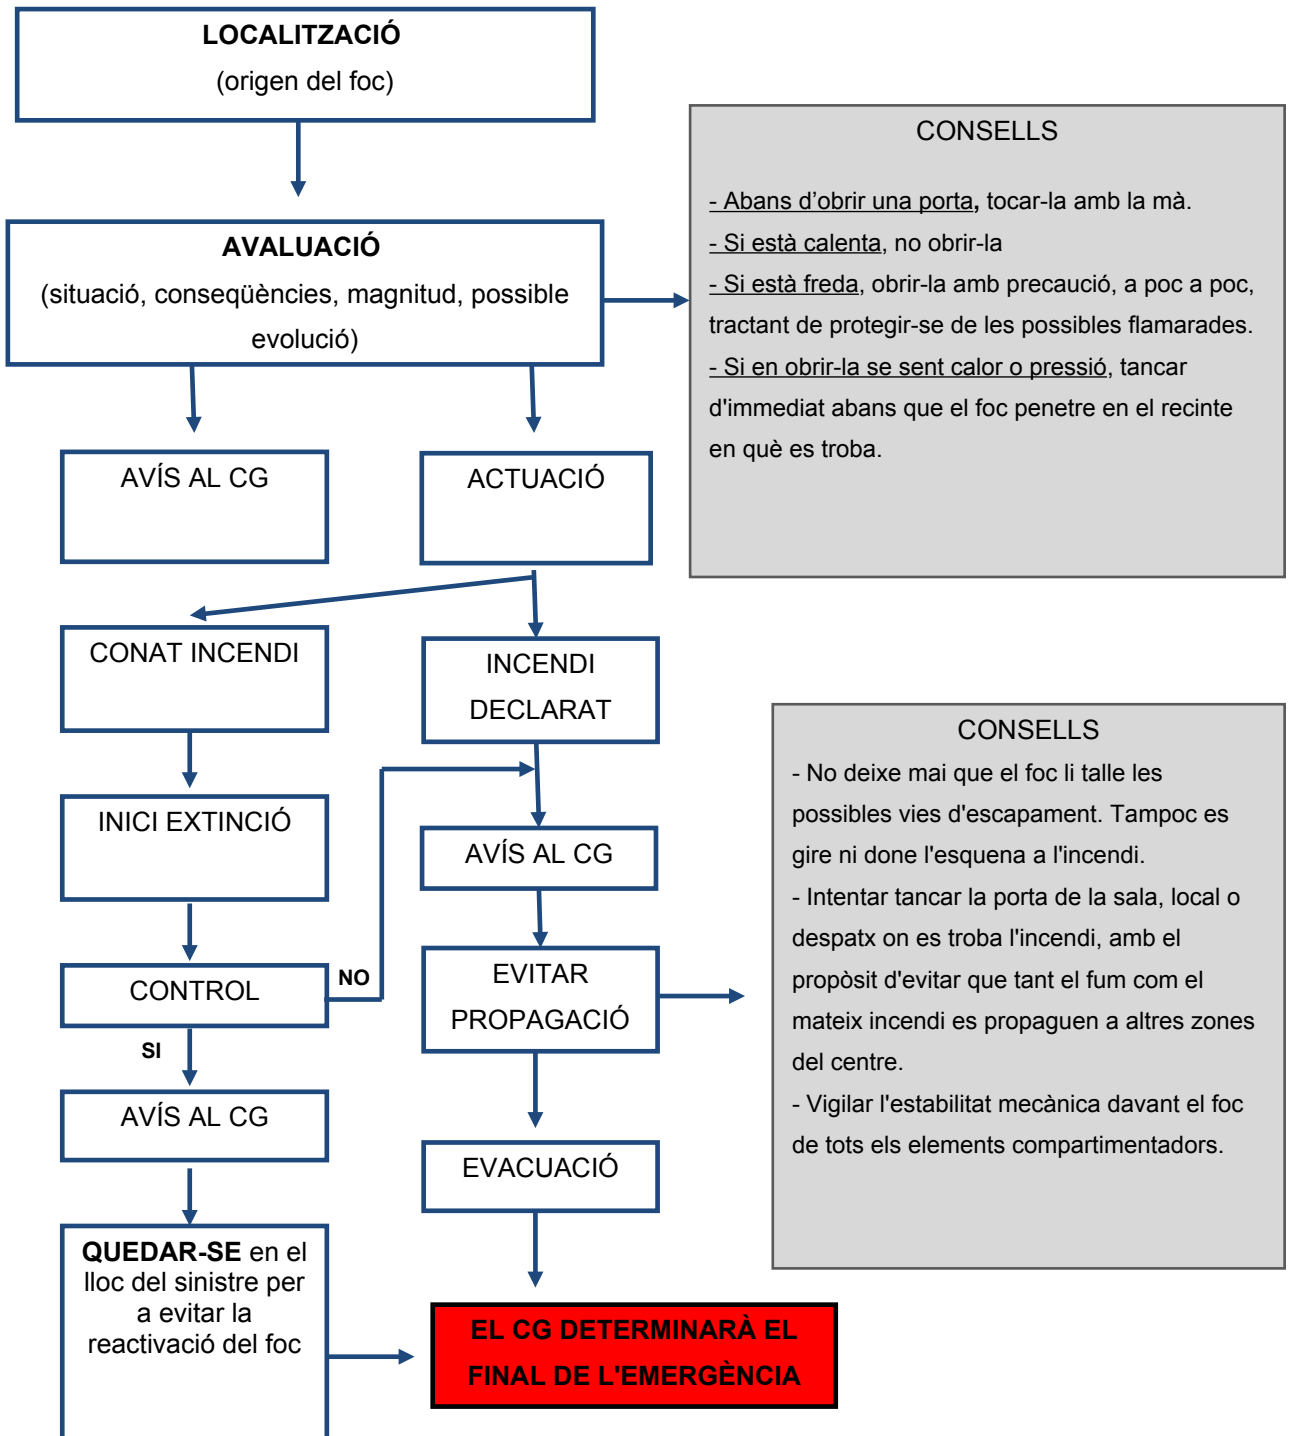 LOCALITZACIÓ
(origen del foc)
CONSELLS
- Abans d’obrir una porta, tocar-la amb la mà.
- Si està calenta, no obrir-la
- Si està freda, obrir-la amb precaució, a poc a poc,
tractant de protegir-se de les possibles flamarades.
- Si en obrir-la se sent calor o pressió, tancar
d'immediat abans que el foc penetre en el recinte
en què es troba.
AVALUACIÓ
(situació, conseqüències, magnitud, possible
evolució)
AVÍS AL CG
ACTUACIÓ
CONAT INCENDI
INCENDI
DECLARAT
INICI EXTINCIÓ
AVÍS AL CG
CONTROL
NO
SI
EVITAR
PROPAGACIÓ
CONSELLS
- No deixe mai que el foc li talle les
possibles vies d'escapament. Tampoc es
gire ni done l'esquena a l'incendi.
- Intentar tancar la porta de la sala, local o
despatx on es troba l'incendi, amb el
propòsit d'evitar que tant el fum com el
mateix incendi es propaguen a altres zones
del centre.
- Vigilar l'estabilitat mecànica davant el foc
de tots els elements compartimentadors.
AVÍS AL CG
EVACUACIÓ
QUEDAR-SE en el
lloc del sinistre per
a evitar la
reactivació del foc
EL CG DETERMINARÀ EL
FINAL DE L'EMERGÈNCIA